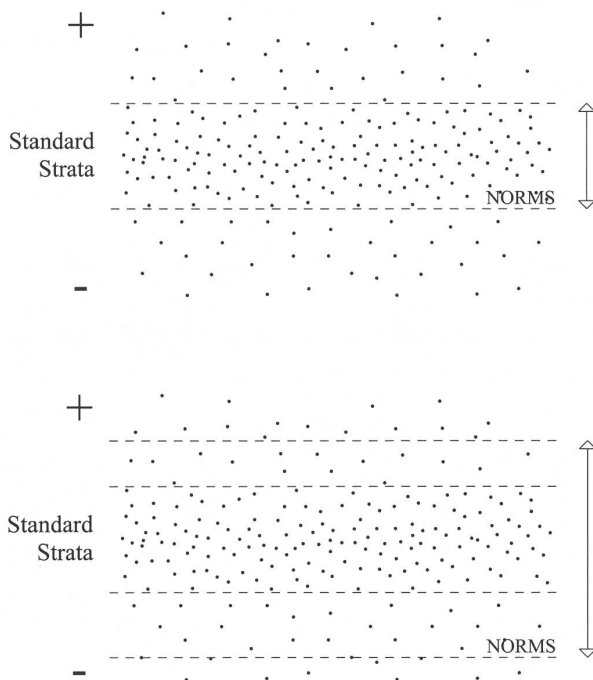 +
Standard
Strata
NORMS
-
+
Standard
Strata
NORMS
-